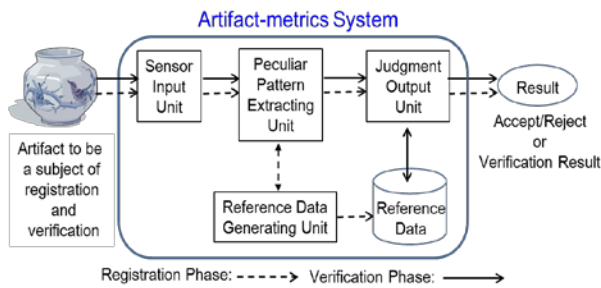 Artifact-metrics System
Sensor
Input
Unit
Peculiar
Pattern
Extracting
Unit
Judgment
Output
Unit
Result
Accept/Reject
or
Verification Result
Artifact to be
a subject of
registration
and
verification
Reference Data
Generating Unit
Reference
Data
Registration Phase:
Verification Phase: